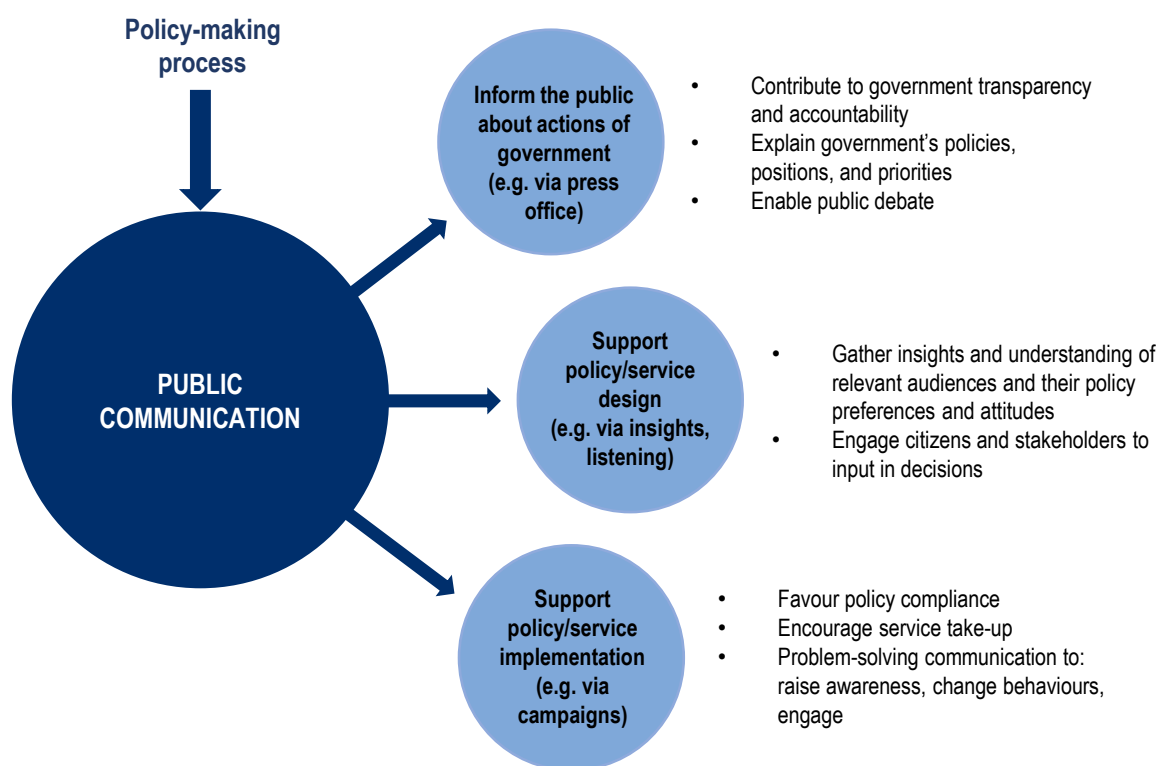 Policy-making
process
PUBLIC
COMMUNICATION
Inform the public
about actions of
government
(e.g. via press
office)
• Contribute to government transparency
and accountability
• Explain government’s policies,
positions, and priorities
• Enable public debate
Support
policy/service
design
(e.g. via insights,
listening)
• Gather insights and understanding of
relevant audiences and their policy
preferences and attitudes
• Engage citizens and stakeholders to
input in decisions
Support
policy/service
implementation
(e.g. via
campaigns)
• Favour policy compliance
• Encourage service take-up
• Problem-solving communication to:
raise awareness, change behaviours,
engage